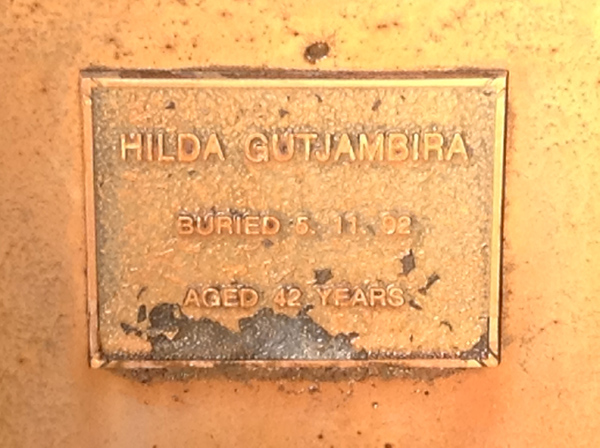 HILDA GUTJAMBIRA
BURIED 5. 11. 02
AGED 42 YEARS